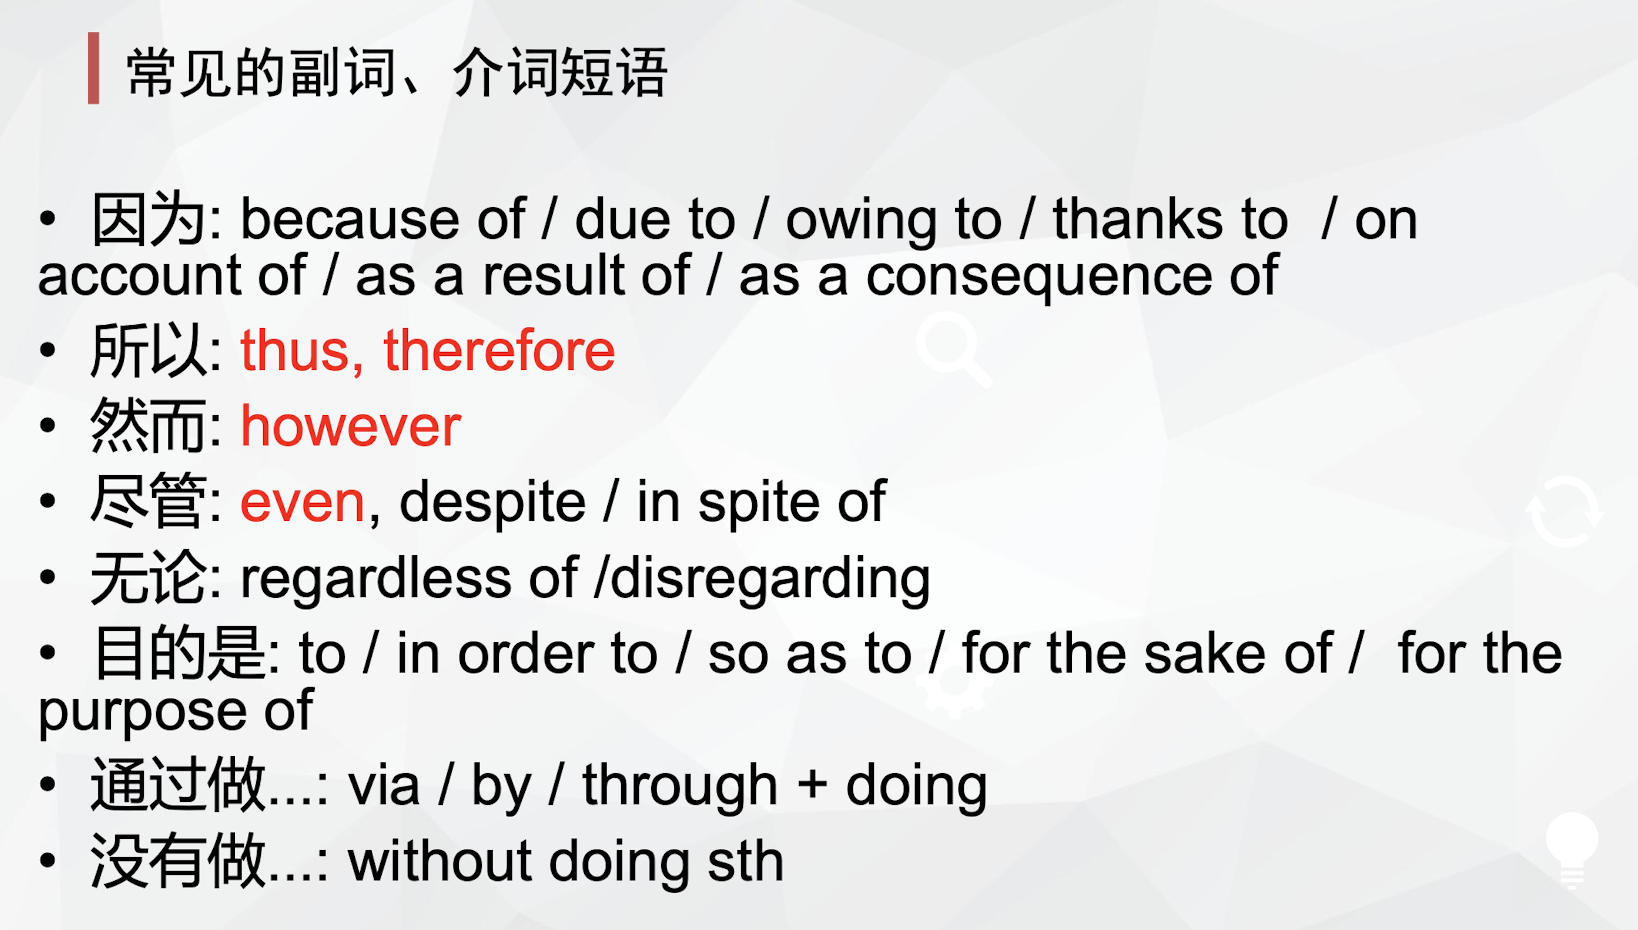 常见的副词、介词短语
• 因为: because of / due to / owing to / thanks to / on
account of / as a result of / as a consequence of
• 所以: thus, therefore
• 然而: however
• 尽管: even, despite / in spite of
• 无论: regardless of /disregarding
• 目的是: to / in order to / so as to / for the sake of / for the
purpose of
• 通过做...: via / by / through + doing
• 没有做...: without doing sth